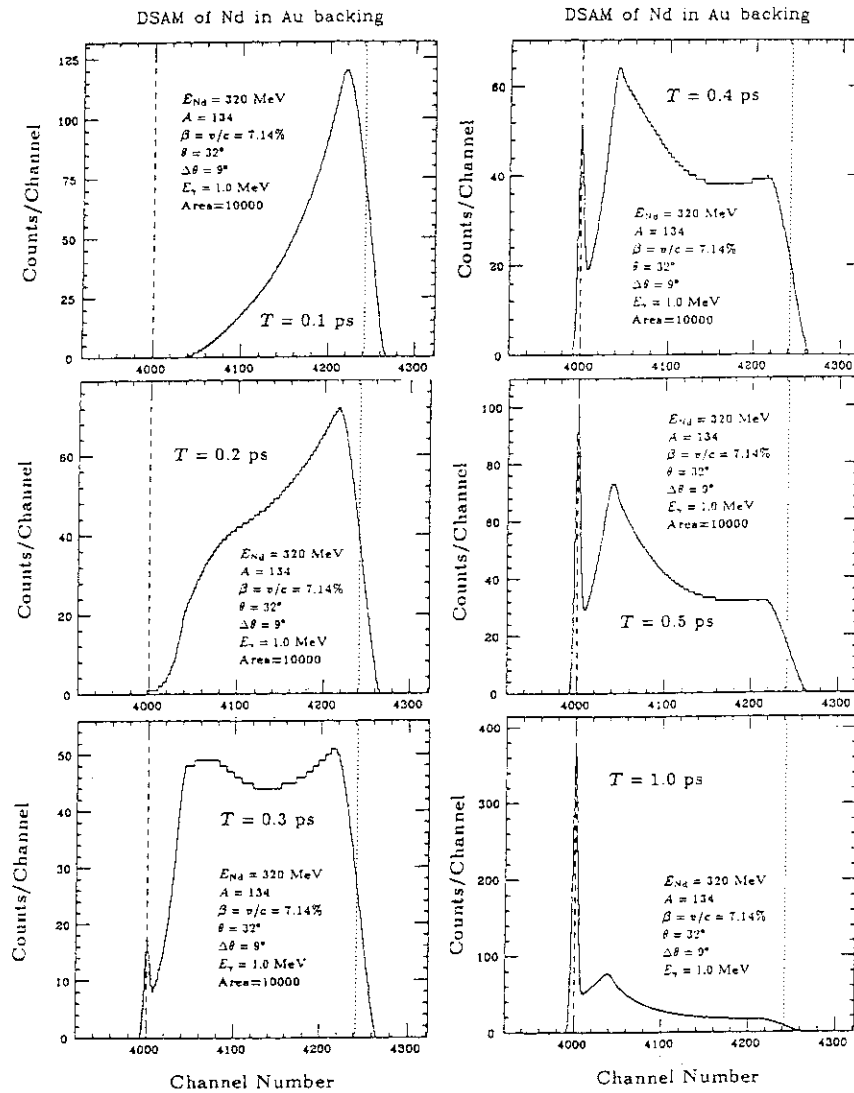 DSAM of Nd in Au backing
Counts/Channel
125
100
75
50
25
0
E_Nd = 320 MeV
A = 134
β = v/c = 7.14%
θ = 32°
Δθ = 9°
E_γ = 1.0 MeV
Area=10000
T = 0.1 ps
4000 4100 4200 4300
Counts/Channel
60
40
20
0
T = 0.2 ps
E_Nd = 320 MeV
A = 134
β = v/c = 7.14%
θ = 32°
Δθ = 9°
E_γ = 1.0 MeV
Area=10000
4000 4100 4200 4300
Counts/Channel
50
40
30
20
10
0
T = 0.3 ps
E_Nd = 320 MeV
A = 134
β = v/c = 7.14%
θ = 32°
Δθ = 9°
E_γ = 1.0 MeV
Area=10000
4000 4100 4200 4300
Channel Number
DSAM of Nd in Au backing
Counts/Channel
60
40
20
0
T = 0.4 ps
E_Nd = 320 MeV
A = 134
β = v/c = 7.14%
θ = 32°
Δθ = 9°
E_γ = 1.0 MeV
Area=10000
4000 4100 4200 4300
Counts/Channel
100
80
60
40
20
0
E_Nd = 320 MeV
A = 134
β = v/c = 7.14%
θ = 32°
Δθ = 9°
E_γ = 1.0 MeV
Area=10000
T = 0.5 ps
4000 4100 4200 4300
Counts/Channel
400
300
200
100
0
T = 1.0 ps
E_Nd = 320 MeV
A = 134
β = v/c = 7.14%
θ = 32°
Δθ = 9°
E_γ = 1.0 MeV
4000 4100 4200 4300
Channel Number